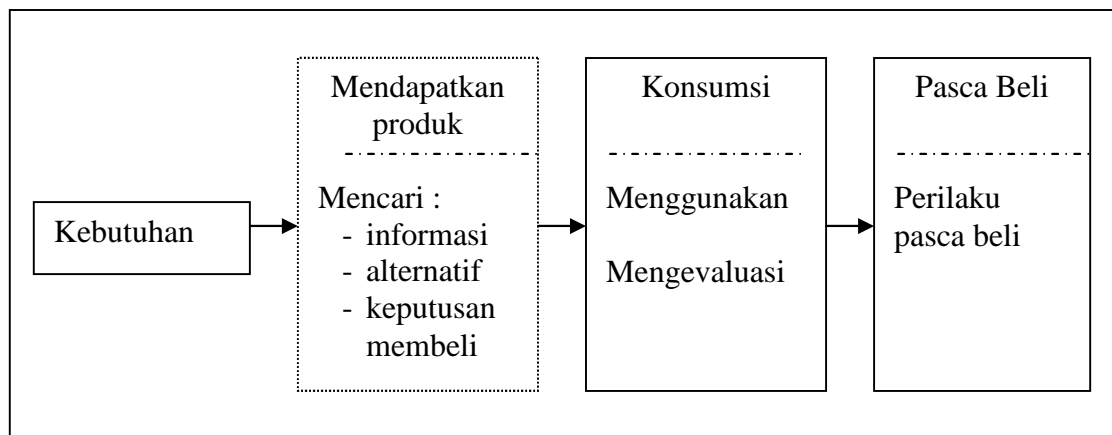 Kebutuhan
Mendapatkan
produk
Mencari :
- informasi
- alternatif
- keputusan
membeli
Konsumsi
Menggunakan
Mengevaluasi
Pasca Beli
Perilaku
pasca beli